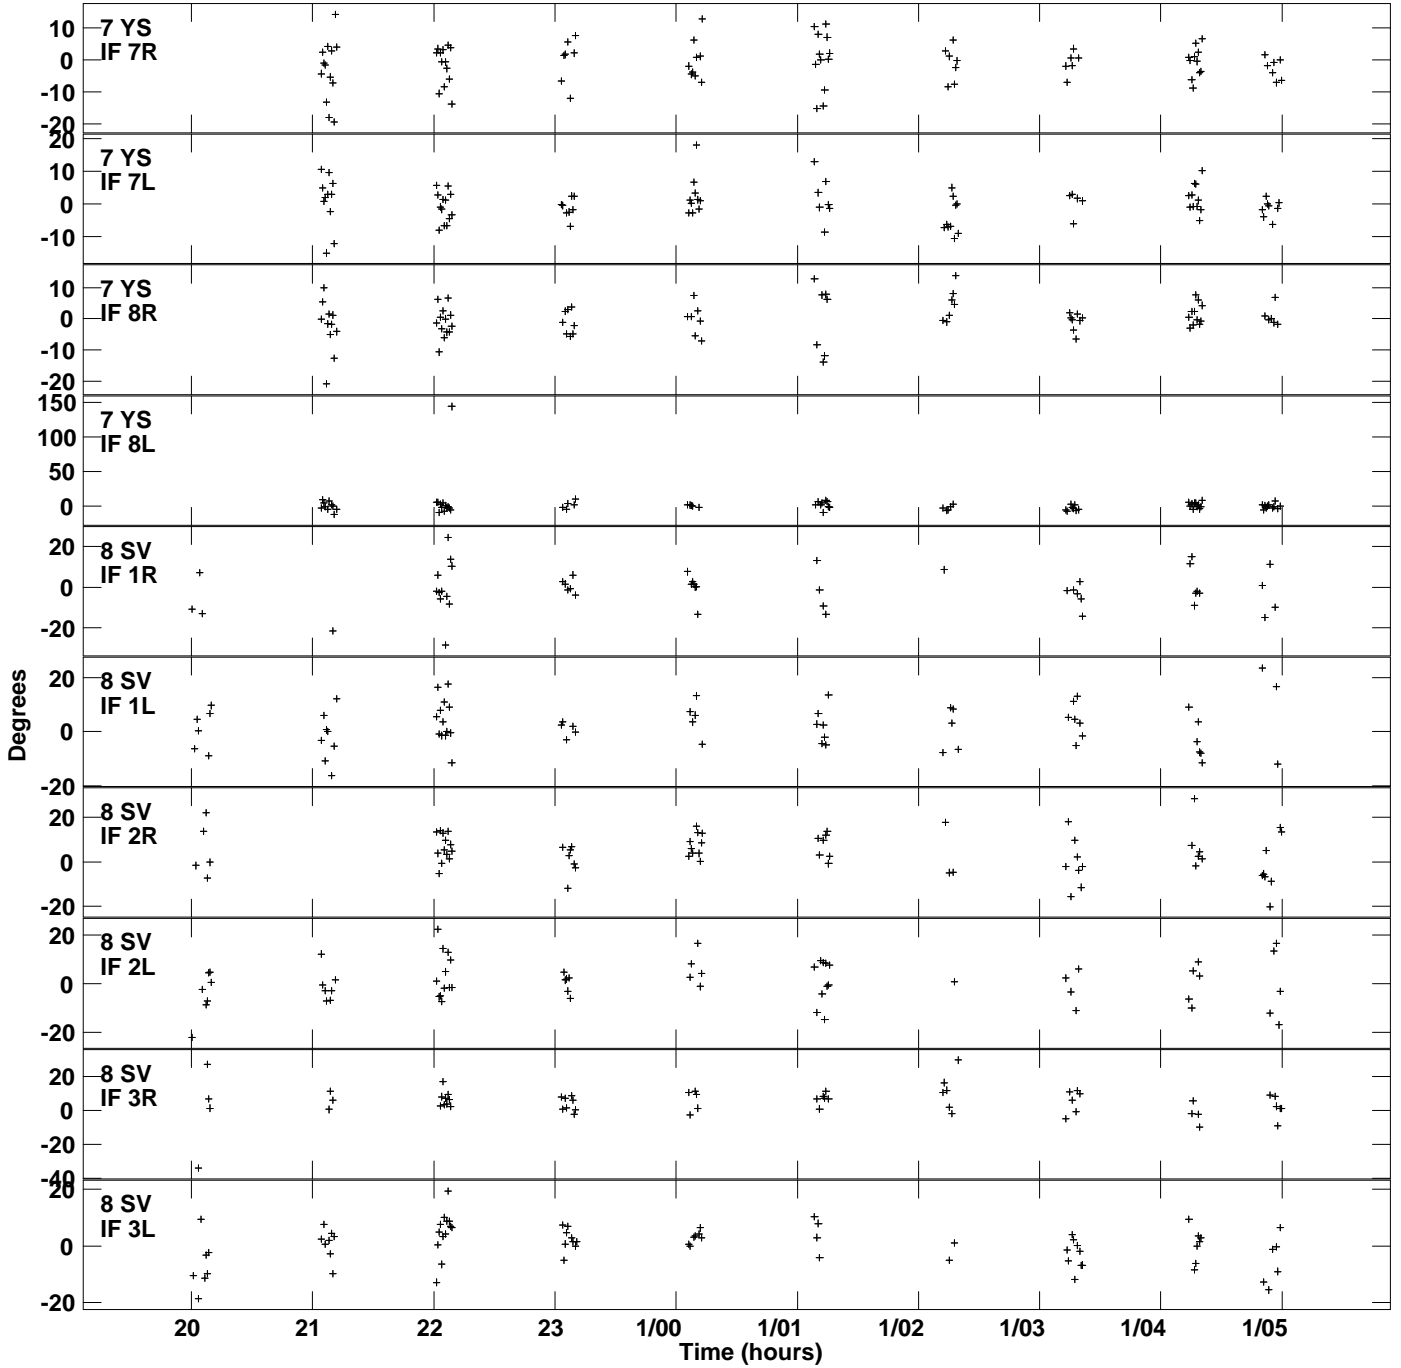 7 YS
IF 7R
10
0
-10
-20
7 YS
IF 7L
20
10
0
-10
7 YS
IF 8R
10
0
-10
-20
7 YS
IF 8L
150
100
50
0
8 SV
IF 1R
20
0
-20
8 SV
IF 1L
20
0
-20
8 SV
IF 2R
20
0
-20
8 SV
IF 2L
20
0
-20
8 SV
IF 3R
20
0
-20
-40
8 SV
IF 3L
20
0
-20
Degrees
20 21 22 23 1/00 1/01 1/02 1/03 1/04 1/05
Time (hours)